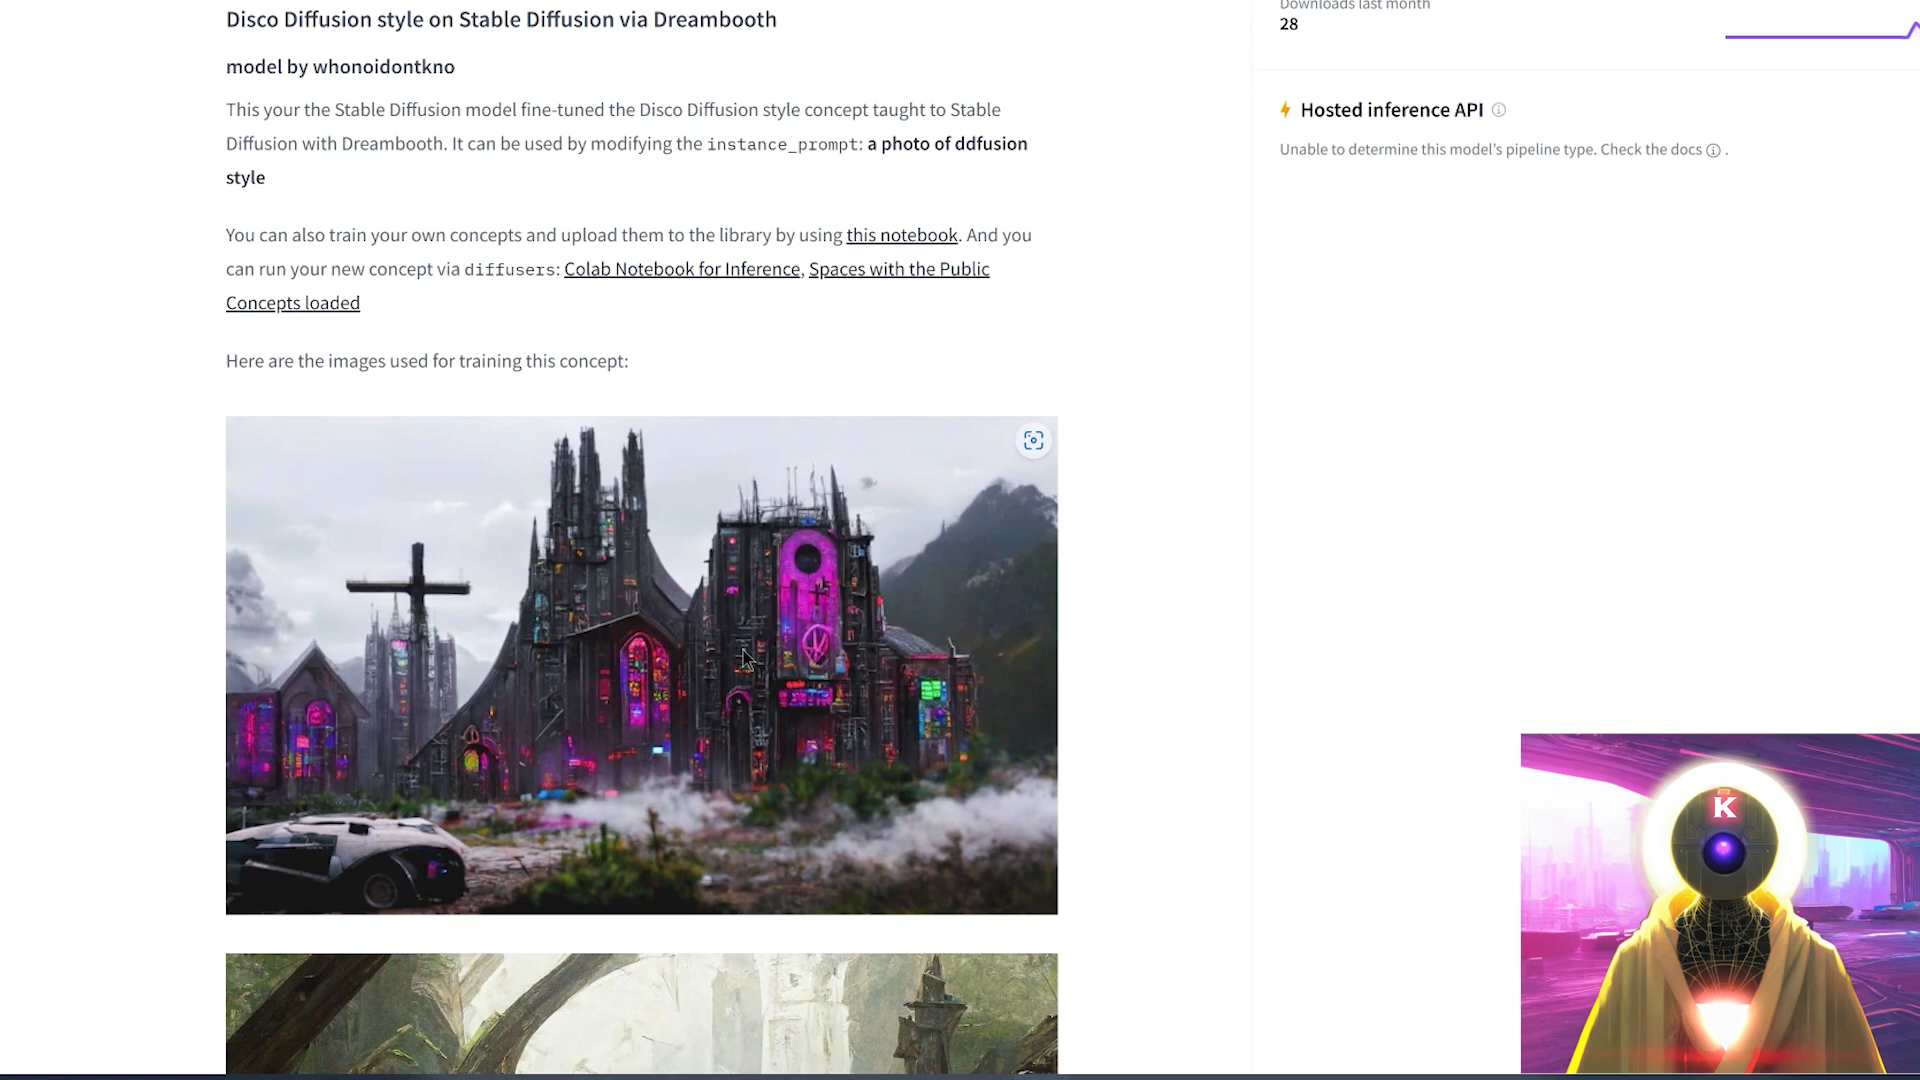 Disco Diffusion style on Stable Diffusion via Dreambooth
model by whonoidontkno
This your the Stable Diffusion model fine-tuned the Disco Diffusion style concept taught to Stable
Diffusion with Dreambooth. It can be used by modifying the instance_prompt: a photo of ddfusion
style
You can also train your own concepts and upload them to the library by using this notebook. And you
can run your new concept via diffusers: Colab Notebook for Inference, Spaces with the Public
Concepts loaded
Here are the images used for training this concept:
Downloads last month
28
Hosted inference API
Unable to determine this model's pipeline type. Check the docs .
K